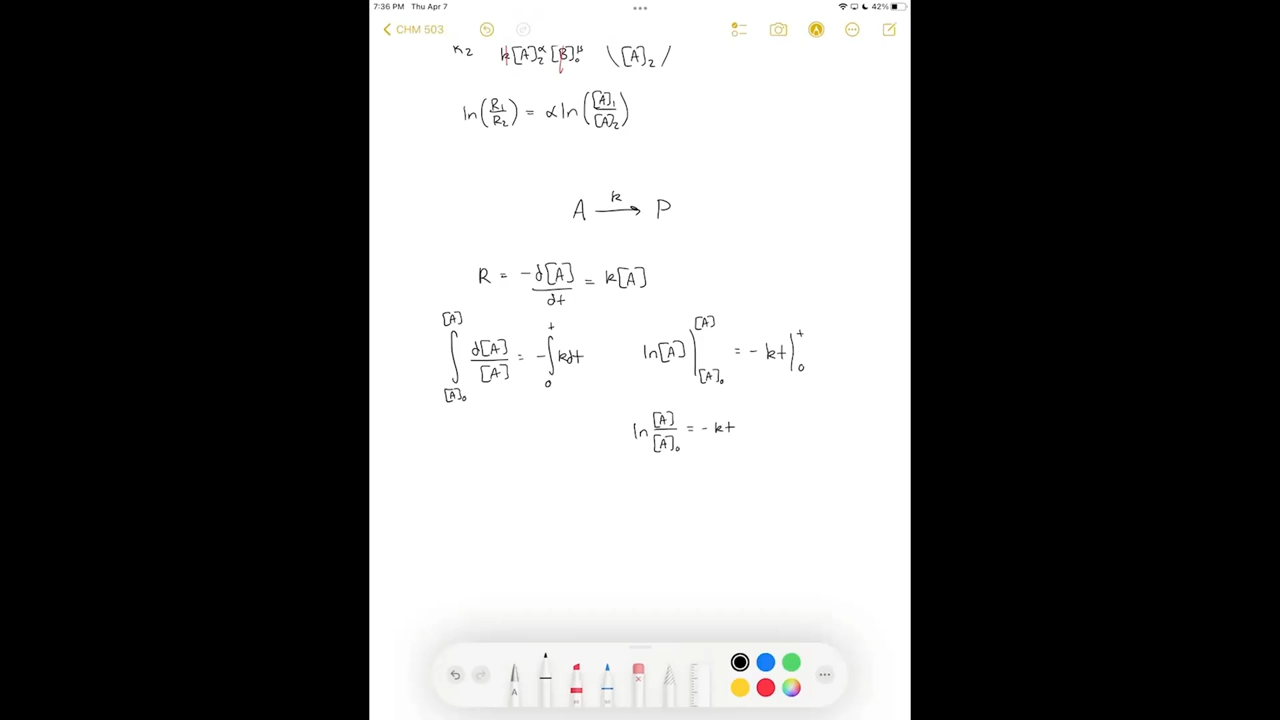 7:36 PM Thu Apr 7
42%
CHM 503
k[A]₂^α [B]₀^β ([A]₂)
ln(R₁/R₂) = α ln([A]₁/[A]₂)
A —k→ P
R = -d[A]/dt = k[A]
∫_{[A]₀}^{[A]} d[A]/[A] = -∫₀^t kdt
ln[A] |_{[A]₀}^{[A]} = -kt |₀^t
ln [A]/[A]₀ = -kt
A